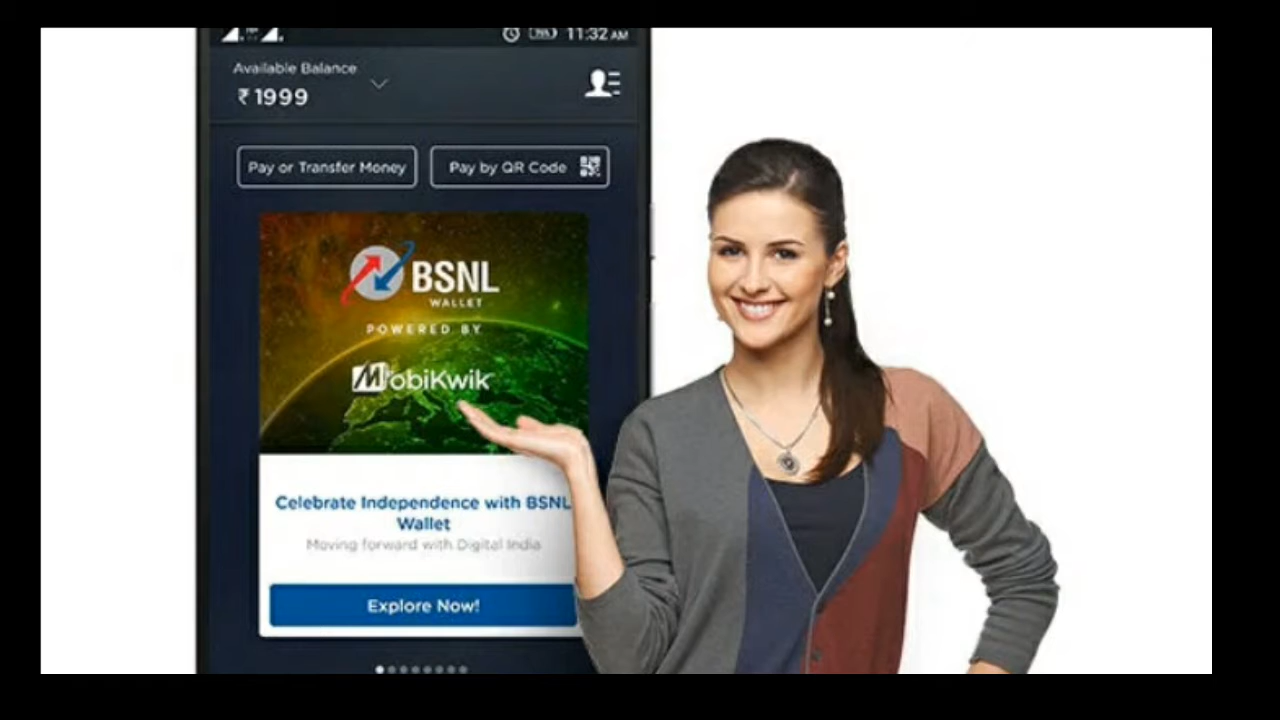 11:32 AM
Available Balance
₹ 1999
Pay or Transfer Money
Pay by QR Code
BSNL
WALLET
POWERED BY
MobiKwik
Celebrate Independence with BSNL
Wallet
Moving forward with Digital India
Explore Now!